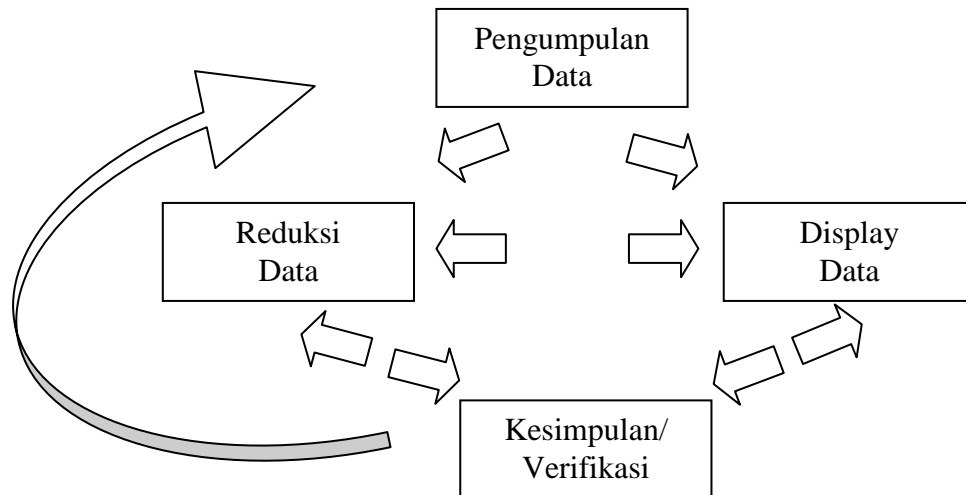 Pengumpulan
Data
Reduksi
Data
Display
Data
Kesimpulan/
Verifikasi